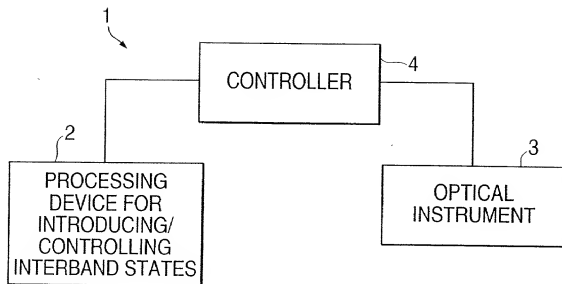 1
CONTROLLER
4
2
PROCESSING
DEVICE FOR
INTRODUCING/
CONTROLLING
INTERBAND STATES
3
OPTICAL
INSTRUMENT